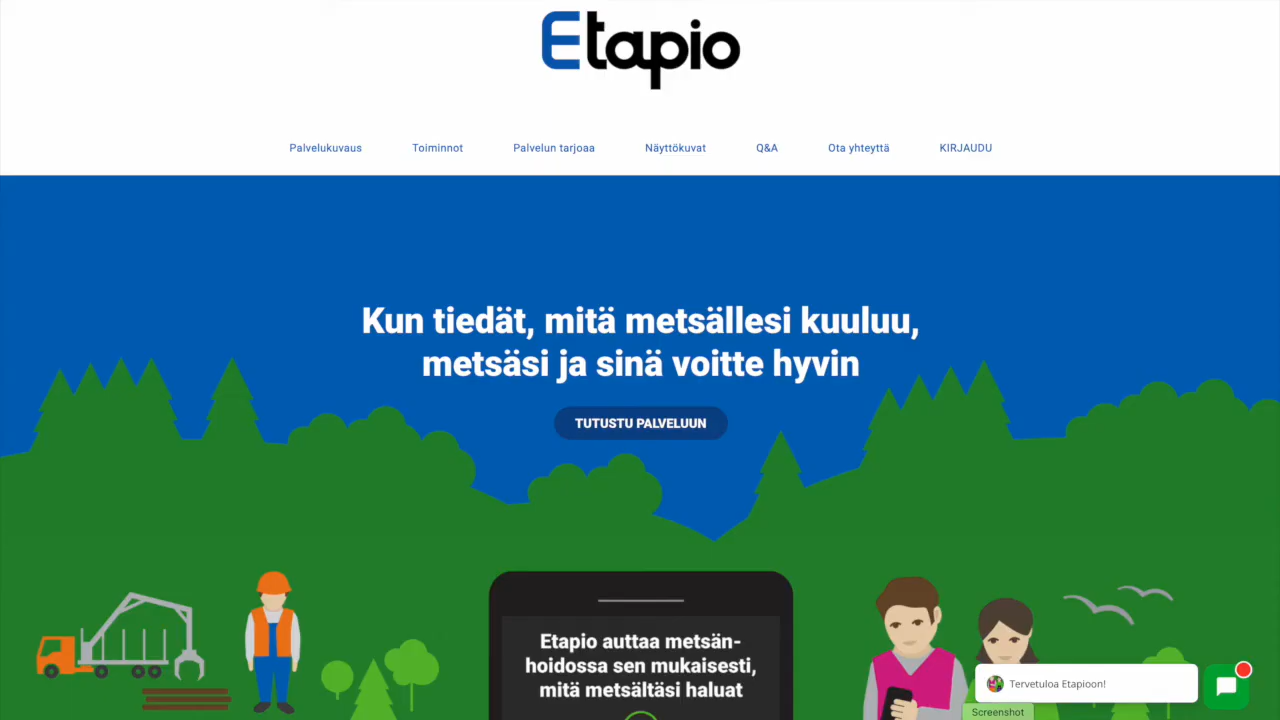 Etapio
Palvelukuvaus
Toiminnot
Palvelun tarjoaa
Näyttökuvat
Q&A
Ota yhteyttä
KIRJAUDU
Kun tiedät, mitä metsällesi kuuluu,
metsäsi ja sinä voitte hyvin
TUTUSTU PALVELUUN
Etapio auttaa metsän-
hoidossa sen mukaisesti,
mitä metsältäsi haluat
Tervetuloa Etapioon!
Screenshot